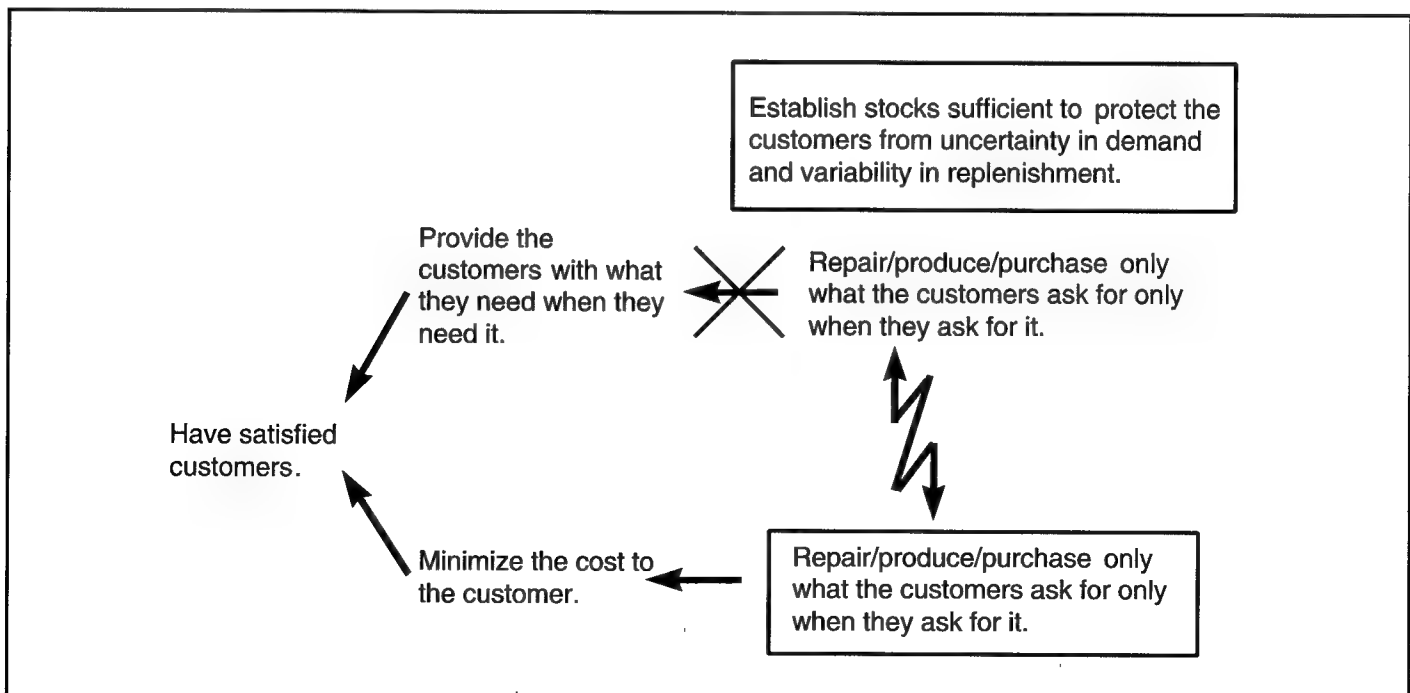 Establish stocks sufficient to protect the
customers from uncertainty in demand
and variability in replenishment.
Provide the
customers with what
they need when they
need it.
Repair/produce/purchase only
what the customers ask for only
when they ask for it.
Have satisfied
customers.
Minimize the cost to
the customer.
Repair/produce/purchase only
what the customers ask for only
when they ask for it.